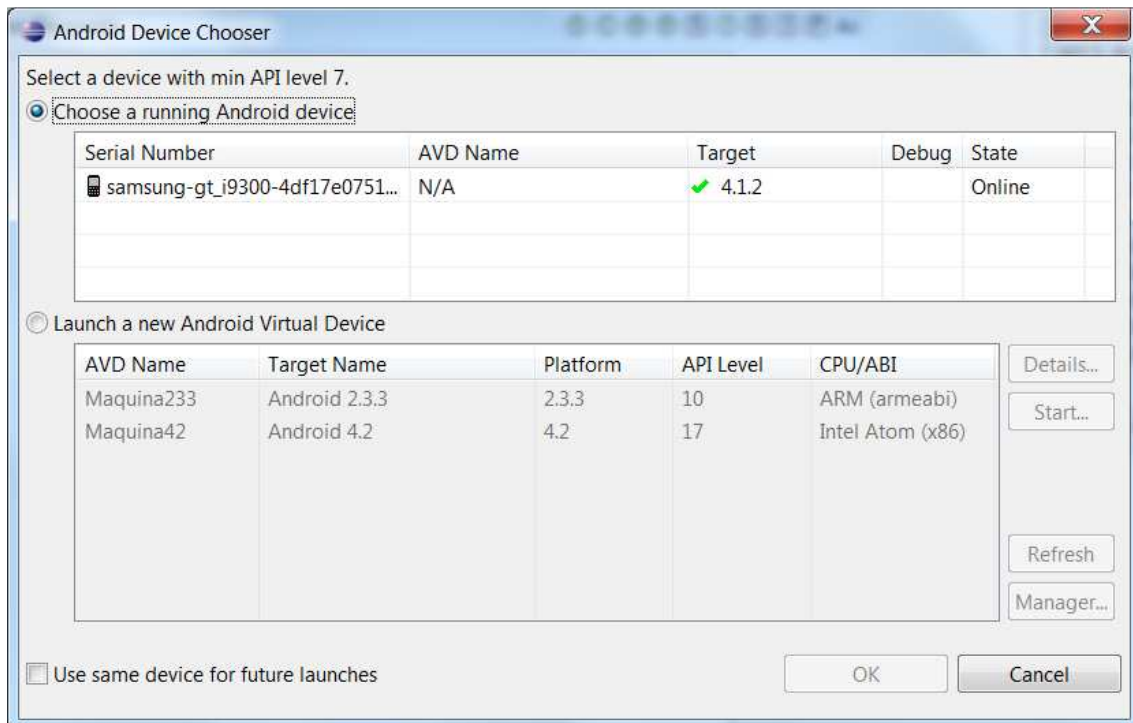 Android Device Chooser
Select a device with min API level 7.
Choose a running Android device
Serial Number AVD Name Target Debug State
samsung-gt_i9300-4df17e0751... N/A 4.1.2 Online
Launch a new Android Virtual Device
AVD Name Target Name Platform API Level CPU/ABI Details...
Maquina233 Android 2.3.3 2.3.3 10 ARM (armeabi)
Start...
Maquina42 Android 4.2 4.2 17 Intel Atom (x86)
Refresh
Manager...
Use same device for future launches OK Cancel